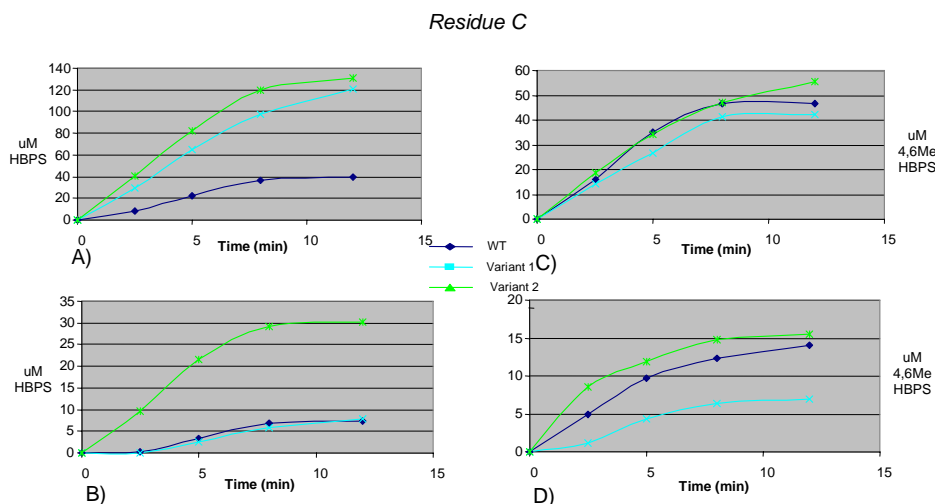 Residue C
140
120
100
80
60
40
20
0
uM
HBPS
0 5 10 15
Time (min)
A)
60
50
40
30
20
10
0
uM
4,6Me
HBPS
0 5 10 15
Time (min)
C)
WT
Variant 1
Variant 2
35
30
25
20
15
10
5
0
uM
HBPS
0 5 10 15
Time (min)
B)
20
15
10
5
0
uM
4,6Me
HBPS
0 5 10 15
Time (min)
D)